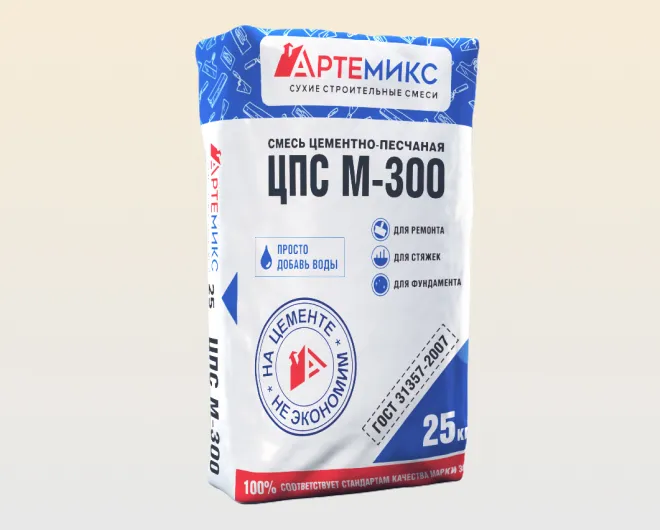 АРТЕМИКС
СУХИЕ СТРОИТЕЛЬНЫЕ СМЕСИ
СМЕСЬ ЦЕМЕНТНО-ПЕСЧАНАЯ
ЦПС М-300
ДЛЯ РЕМОНТА
ПРОСТО
ДОБАВЬ ВОДЫ
ДЛЯ СТЯЖЕК
ДЛЯ ФУНДАМЕНТА
НА ЦЕМЕНТЕ
НЕ ЭКОНОМИМ
ГОСТ 31357-2007
25 кг
100% СООТВЕТСТВУЕТ СТАНДАРТАМ КАЧЕСТВА МАРКИ
АРТЕМИКС
25
ЦПС М-300